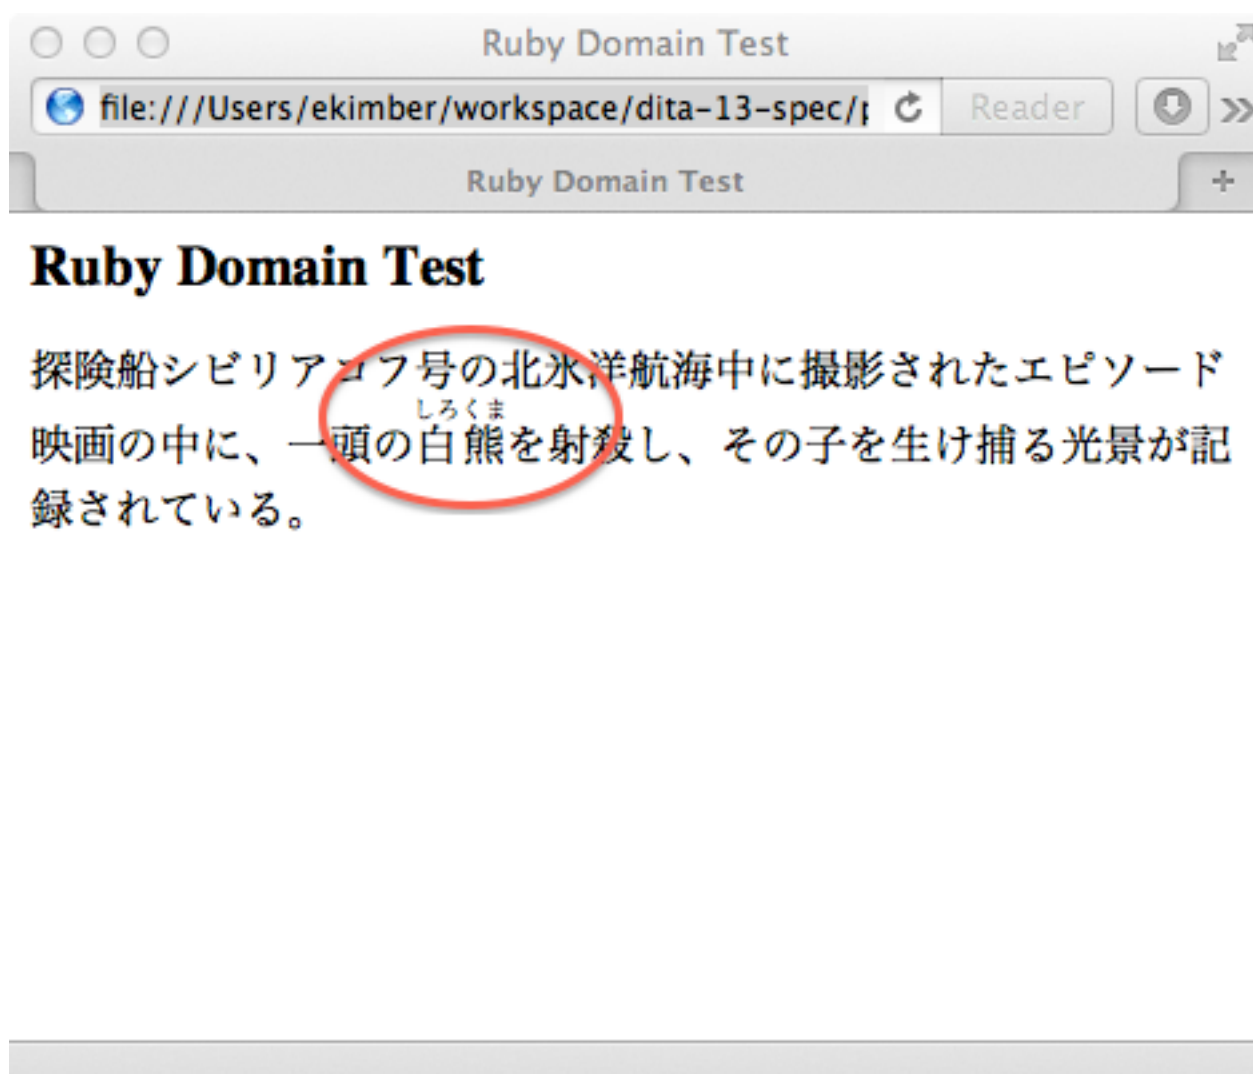 Ruby Domain Test
file:///Users/ekimber/workspace/dita-13-spec/p
Reader
Ruby Domain Test
Ruby Domain Test
探険船シビリアコフ号の北氷洋航海中に撮影されたエピソード
しろくま
映画の中に、一頭の白熊を射殺し、その子を生け捕る光景が記
録されている。